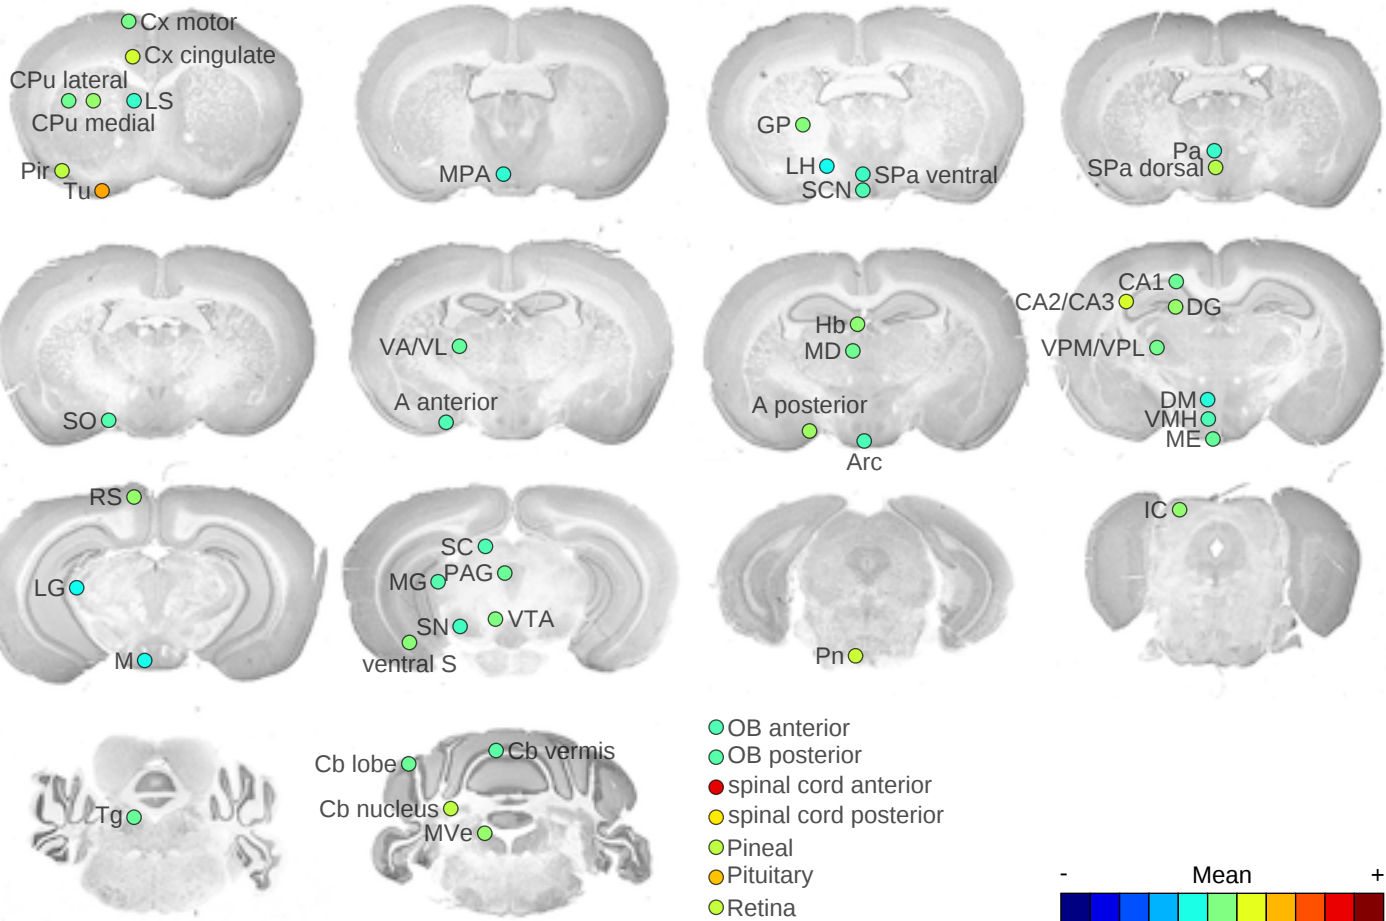 Cx motor
Cx cingulate
CPu lateral
LS
CPu medial
Pir
Tu
MPA
GP
LH
SPa ventral
SCN
Pa
SPa dorsal
SO
VA/VL
A anterior
Hb
MD
A posterior
Arc
CA1
CA2/CA3
DG
VPM/VPL
DM
VMH
ME
RS
LG
M
SC
MG
PAG
SN
VTA
ventral S
Pn
IC
Tg
Cb lobe
Cb vermis
Cb nucleus
MVe
OB anterior
OB posterior
spinal cord anterior
spinal cord posterior
Pineal
Pituitary
Retina
- Mean +